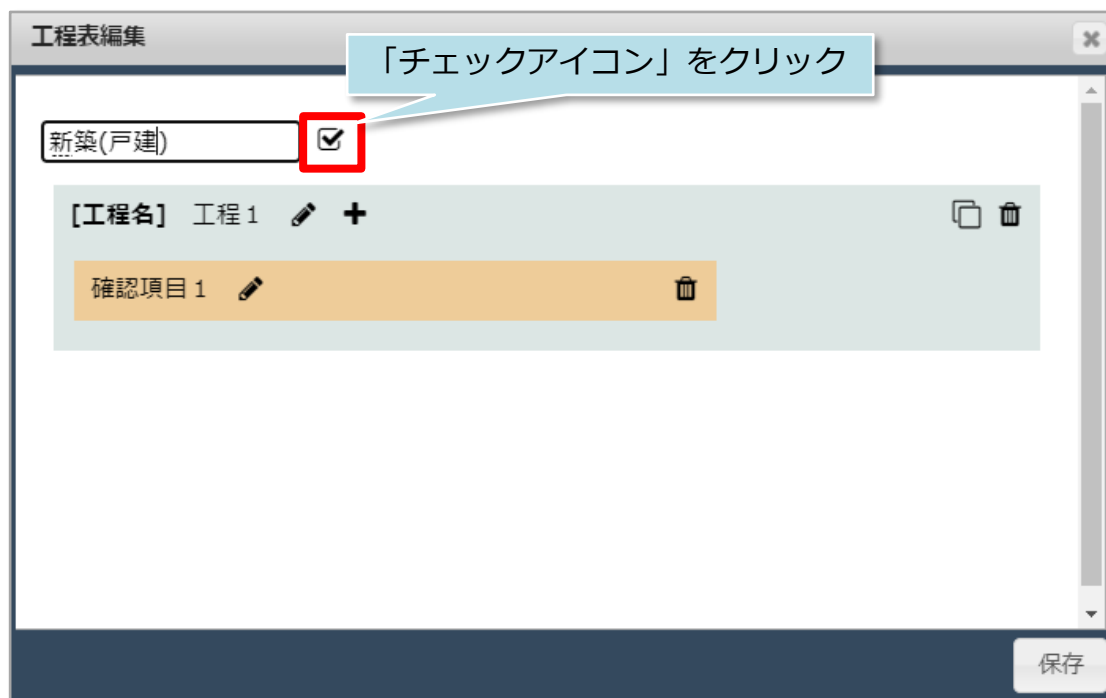 工程表編集
「チェックアイコン」をクリック
新築(戸建)
[工程名] 工程1
確認項目1
保存